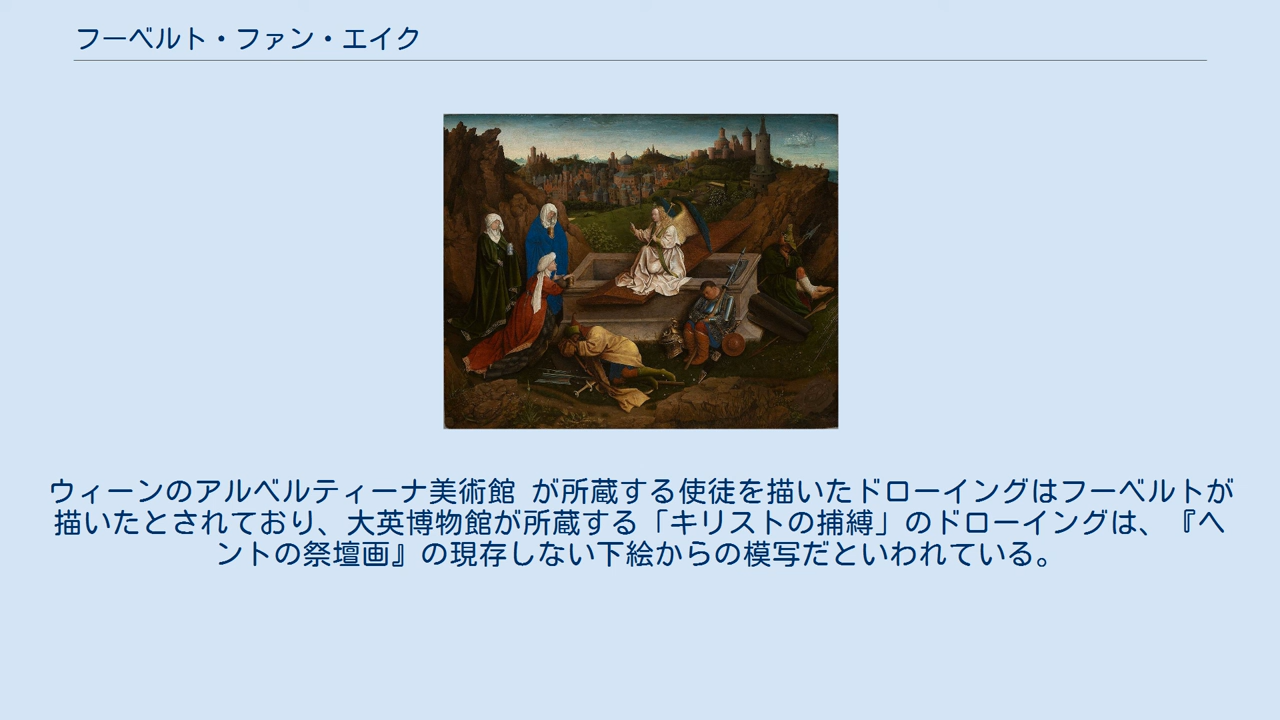 フーベルト・ファン・エイク
ウィーンのアルベルティーナ美術館 が所蔵する使徒を描いたドローイングはフーベルトが
描いたとされており、大英博物館が所蔵する「キリストの捕縛」のドローイングは、『ヘ
ントの祭壇画』の現存しない下絵からの模写だといわれている。